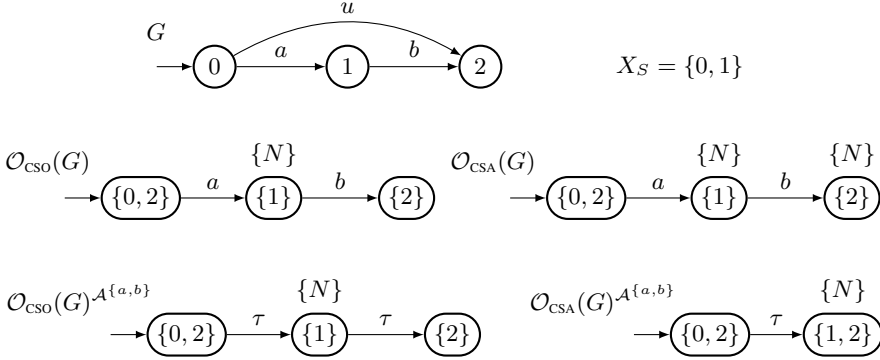 u
G
0 a 1 b 2
X_S = {0, 1}
O_CSO(G) {N}
{0, 2} a {1} b {2}
O_CSA(G) {N} {N}
{0, 2} a {1} b {2}
O_CSO(G)^A^{a,b} {N}
{0, 2} τ {1} τ {2}
O_CSA(G)^A^{a,b} {N}
{0, 2} τ {1, 2}